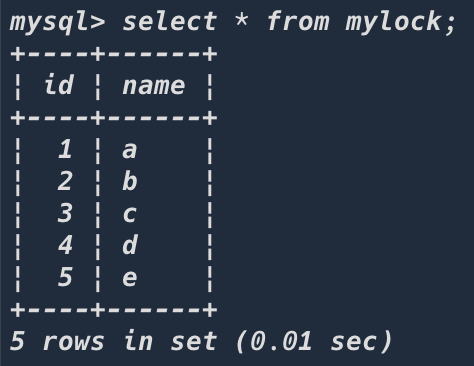 mysql> select * from mylock;
+----+------+
| id | name |
+----+------+
|  1 | a    |
|  2 | b    |
|  3 | c    |
|  4 | d    |
|  5 | e    |
+----+------+
5 rows in set (0.01 sec)